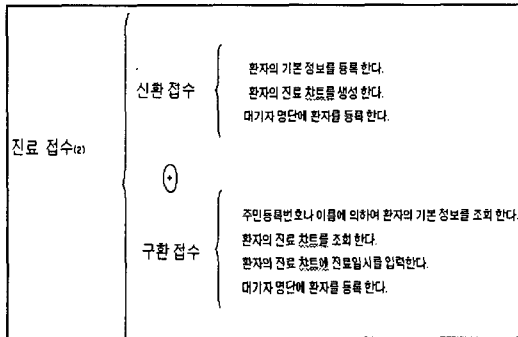 환자의 기본 정보를 등록 한다.
신환 접수
환자의 진료 챠트를 생성 한다.
대기자 명단에 환자를 등록 한다.
진료 접수(2)
+
주민등록번호나 이름에 의하여 환자의 기본 정보를 조회 한다.
환자의 진료 챠트를 조회 한다.
구환 접수
환자의 진료 챠트에 진료일시를 입력한다.
대기자 명단에 환자를 등록 한다.